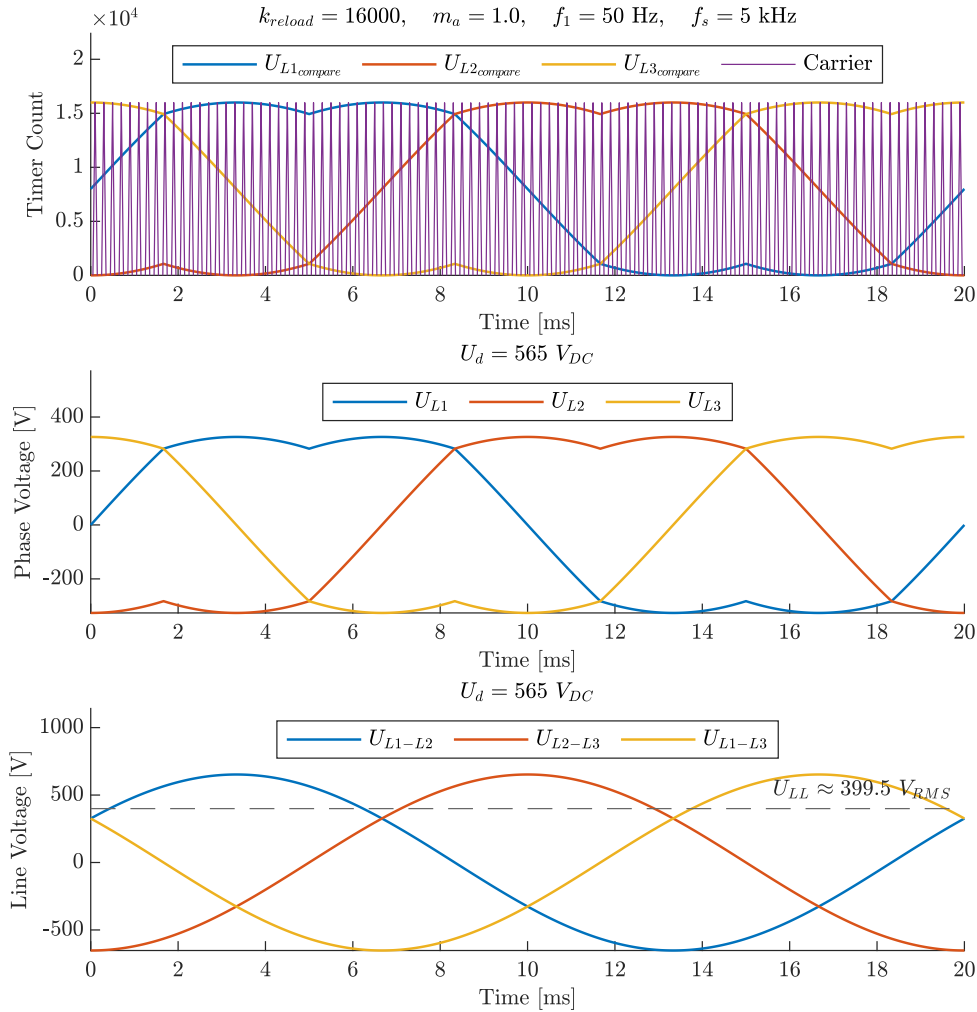 k_reload = 16000, m_a = 1.0, f_1 = 50 Hz, f_s = 5 kHz
×10^4
U_L1compare U_L2compare U_L3compare Carrier
Timer Count
2
1.5
1
0.5
0
0 2 4 6 8 10 12 14 16 18 20
Time [ms]
U_d = 565 V_DC
U_L1 U_L2 U_L3
Phase Voltage [V]
400
200
0
-200
0 2 4 6 8 10 12 14 16 18 20
Time [ms]
U_d = 565 V_DC
U_L1−L2 U_L2−L3 U_L1−L3
Line Voltage [V]
1000
500
0
-500
U_LL ≈ 399.5 V_RMS
0 2 4 6 8 10 12 14 16 18 20
Time [ms]